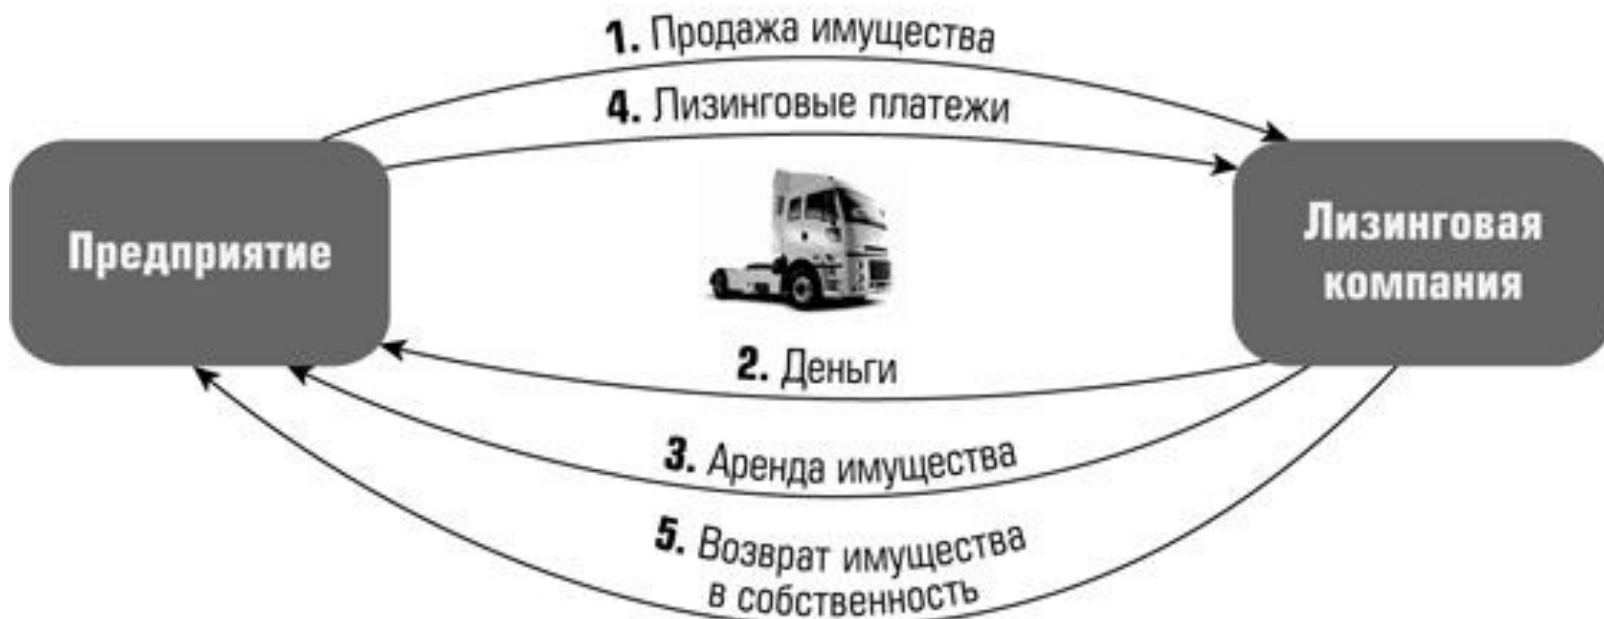 1. Продажа имущества
4. Лизинговые платежи
Предприятие
Лизинговая
компания
2. Деньги
3. Аренда имущества
5. Возврат имущества
в собственность